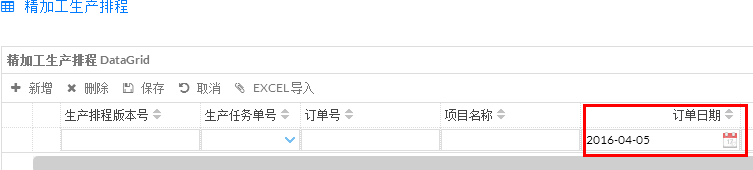 精加工生产排程
精加工生产排程 DataGrid
新增 删除 保存 取消 EXCEL导入
生产排程版本号 生产任务单号 订单号 项目名称 订单日期
2016-04-05